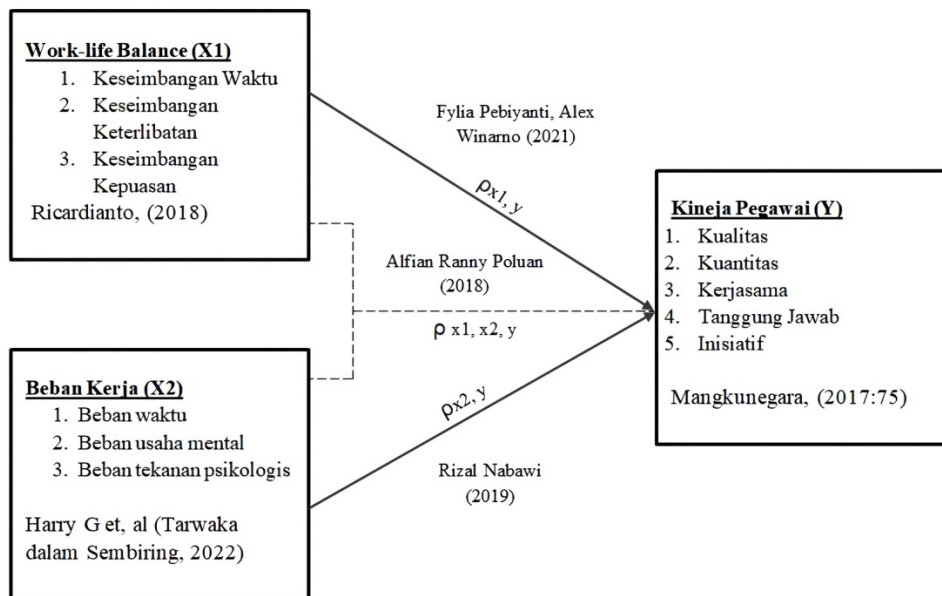 Work-life Balance (X1)
1. Keseimbangan Waktu
2. Keseimbangan
Keterlibatan
3. Keseimbangan
Kepuasan
Ricardianto, (2018)
Fylia Pebiyanti, Alex
Winarno (2021)
ρx1, y
Alfian Ranny Poluan
(2018)
ρ x1, x2, y
Beban Kerja (X2)
1. Beban waktu
2. Beban usaha mental
3. Beban tekanan psikologis
Harry G et, al (Tarwaka
dalam Sembiring, 2022)
ρx2, y
Rizal Nabawi
(2019)
Kineja Pegawai (Y)
1. Kualitas
2. Kuantitas
3. Kerjasama
4. Tanggung Jawab
5. Inisiatif
Mangkunegara, (2017:75)